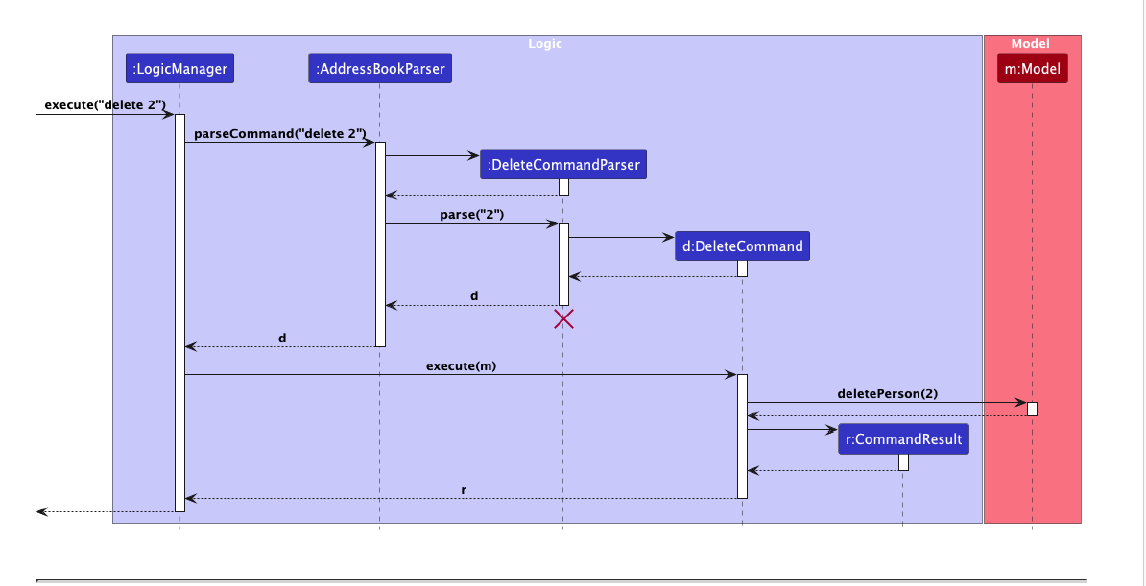 Logic
Model
:LogicManager
:AddressBookParser
m:Model
execute("delete 2")
parseCommand("delete 2")
:DeleteCommandParser
parse("2")
d:DeleteCommand
d
d
execute(m)
deletePerson(2)
r:CommandResult
r